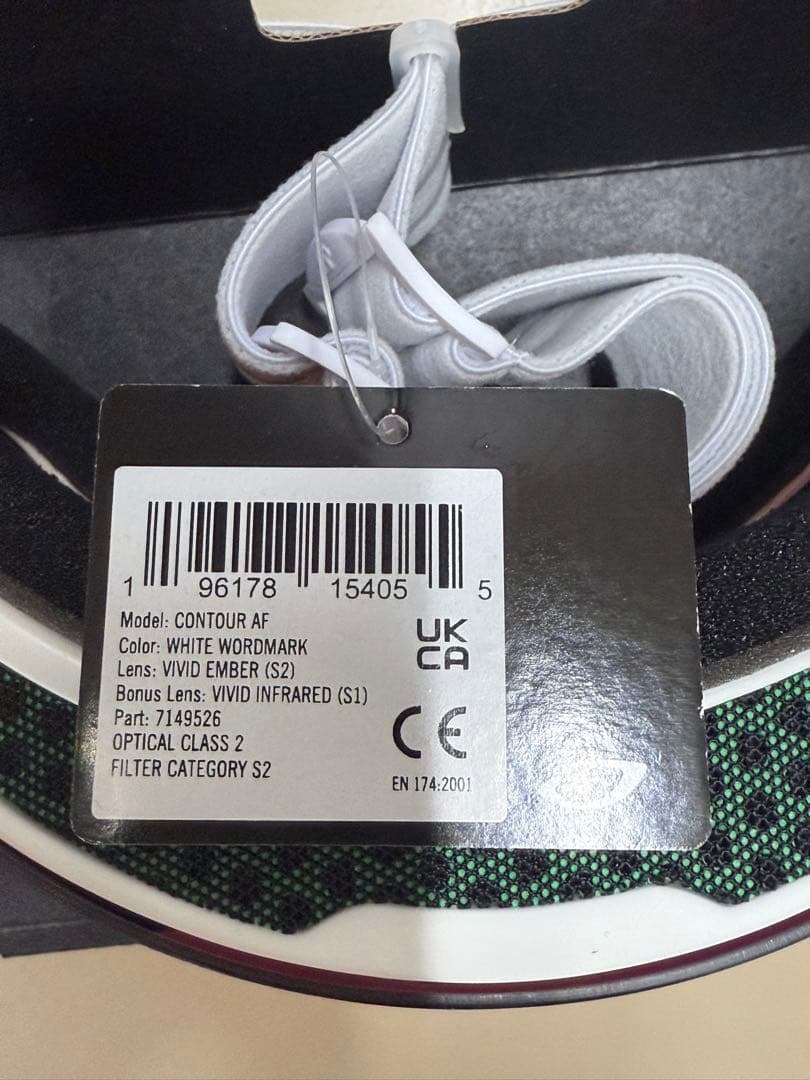 1 96178 15405 5
Model: CONTOUR AF
Color: WHITE WORDMARK
Lens: VIVID EMBER (S2)
Bonus Lens: VIVID INFRARED (S1)
Part: 7149526
OPTICAL CLASS 2
FILTER CATEGORY S2
UK
CA
CE
EN 174:2001